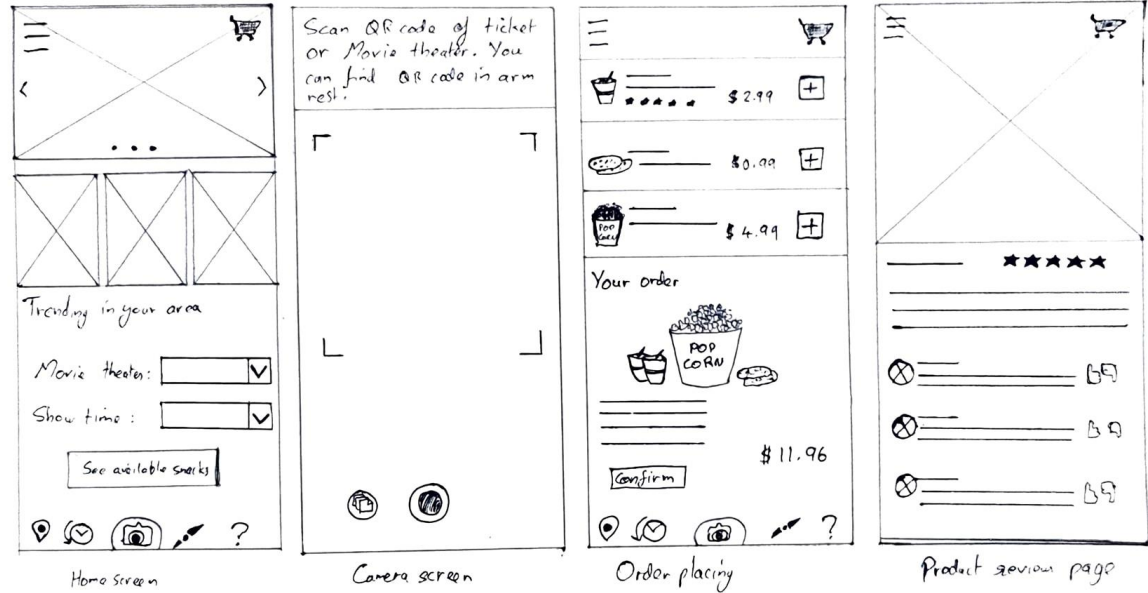 Trending in your area
Movie theater:
Show time :
See available snacks
?
Home screen
Scan QR code of ticket
or Movie theater. You
can find QR code in arm
rest.
Camera screen
$ 2.99
+
$0.99
+
POP
CORN
$ 4.99
+
Your order
POP
CORN
$ 11.96
Confirm
?
Order placing
Product review page